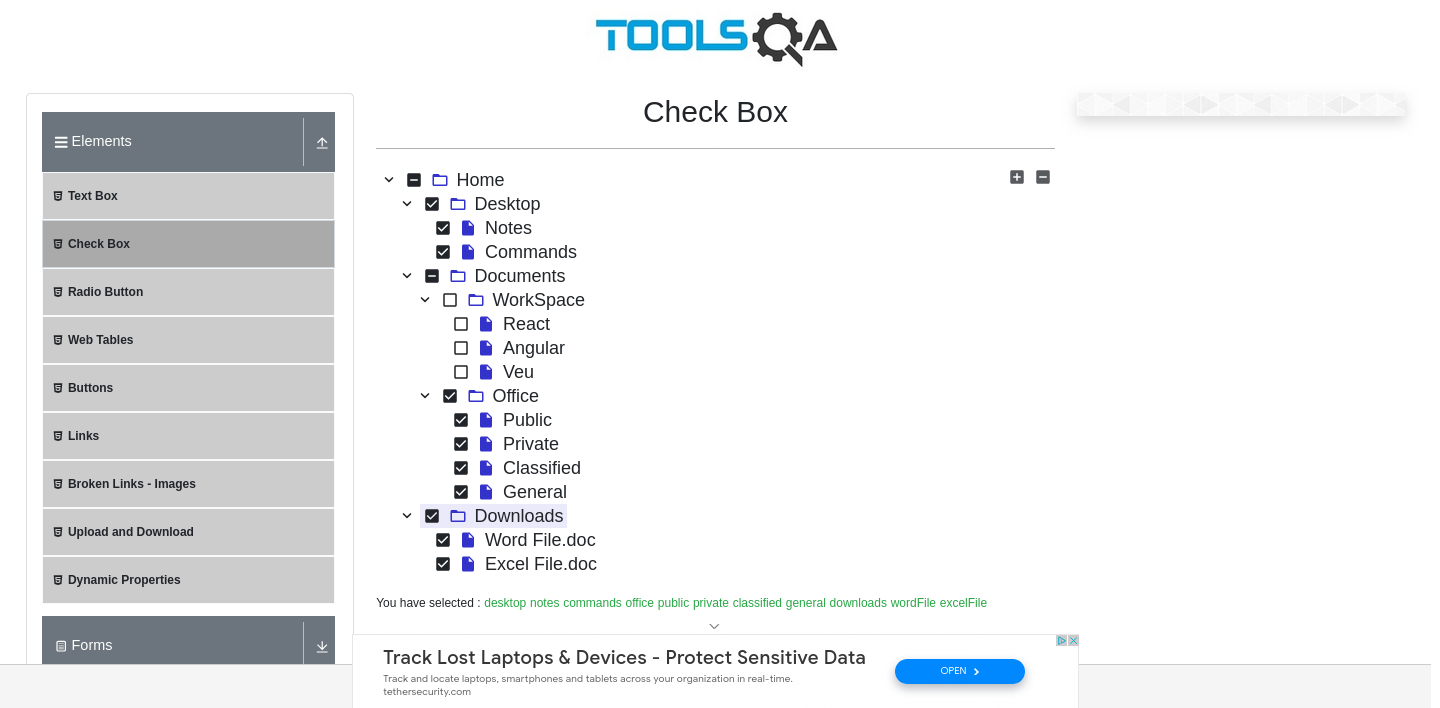 TOOLSQA
Elements
Text Box
Check Box
Radio Button
Web Tables
Buttons
Links
Broken Links - Images
Upload and Download
Dynamic Properties
Forms
Check Box
Home
Desktop
Notes
Commands
Documents
WorkSpace
React
Angular
Veu
Office
Public
Private
Classified
General
Downloads
Word File.doc
Excel File.doc
You have selected : desktop notes commands office public private classified general downloads wordFile excelFile
Track Lost Laptops & Devices - Protect Sensitive Data
Track and locate laptops, smartphones and tablets across your organization in real-time.
tethersecurity.com
OPEN